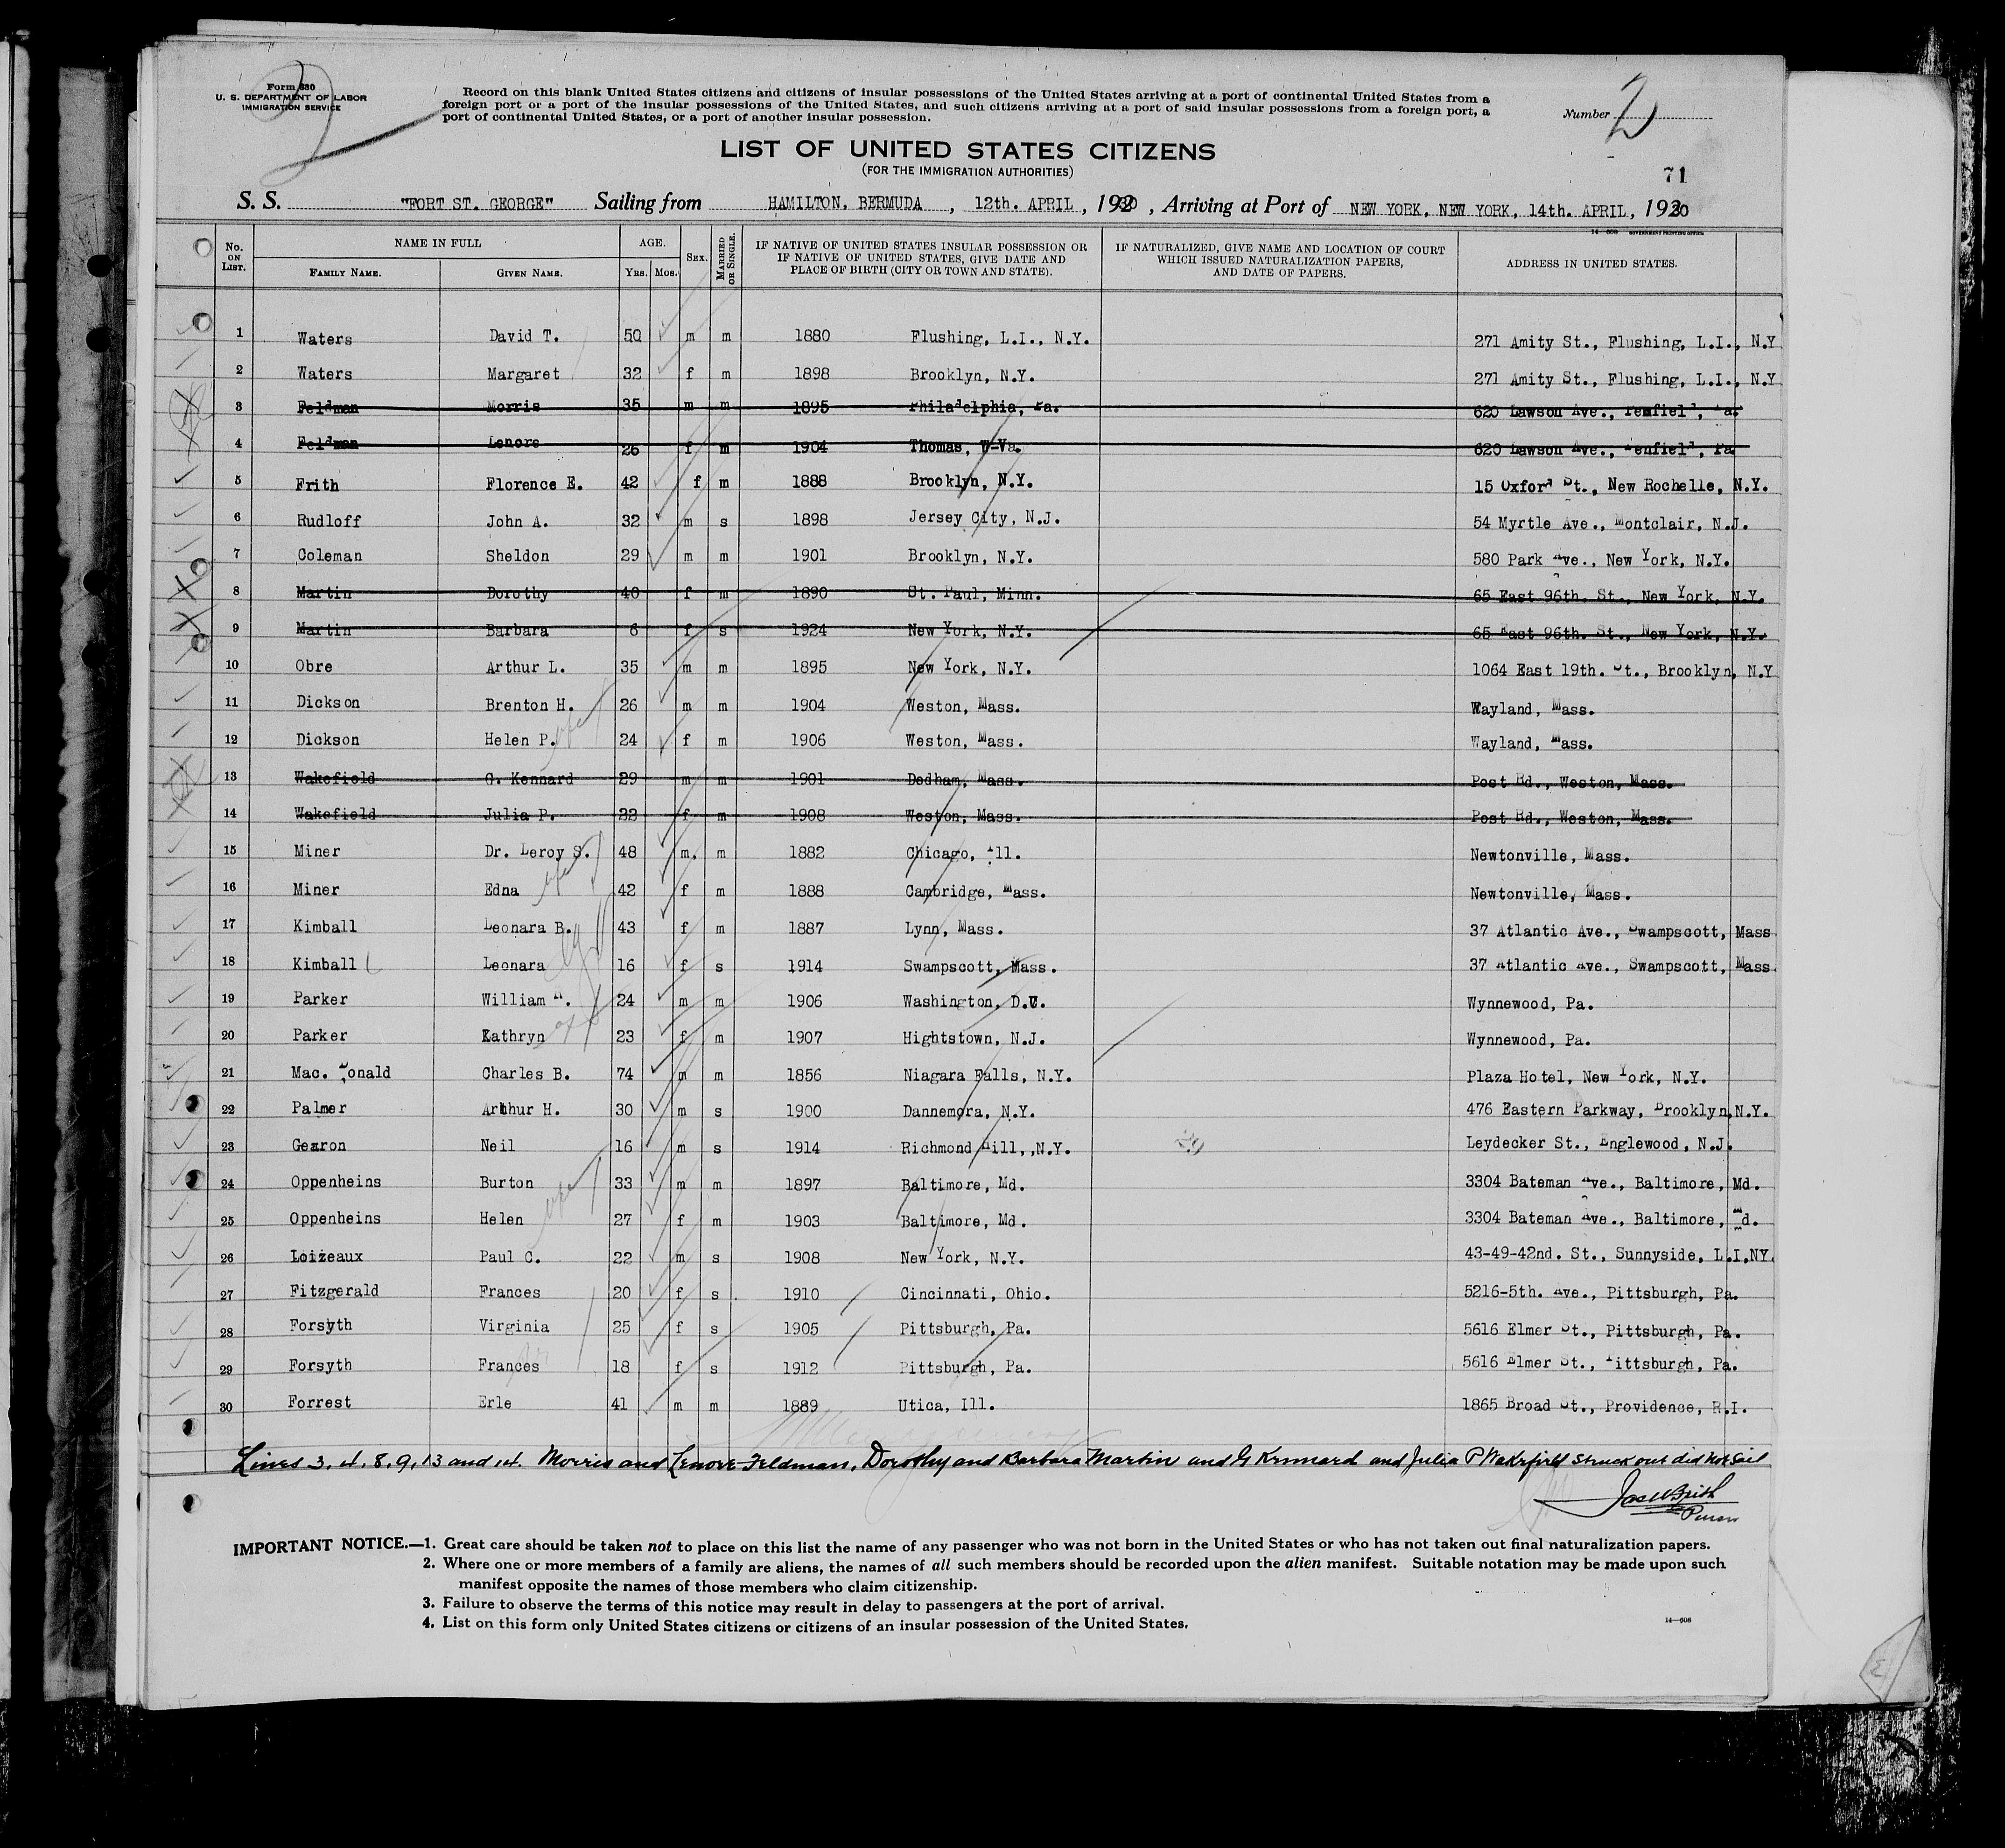 Form 630
U. S. DEPARTMENT OF LABOR
IMMIGRATION SERVICE
Record on this blank United States citizens and citizens of insular possessions of the United States arriving at a port of continental United States from a
foreign port or a port of the insular possessions of the United States, and such citizens arriving at a port of said insular possessions from a foreign port, a
port of continental United States, or a port of another insular possession.
Number 2
LIST OF UNITED STATES CITIZENS
(FOR THE IMMIGRATION AUTHORITIES)
71
S. S. "FORT ST. GEORGE" Sailing from HAMILTON, BERMUDA , 12th. APRIL , 1930 , Arriving at Port of NEW YORK, NEW YORK, 14th. APRIL, 1930
No. ON LIST. NAME IN FULL AGE. SEX. MARRIED OR SINGLE. IF NATIVE OF UNITED STATES INSULAR POSSESSION OR IF NATIVE OF UNITED STATES, GIVE DATE AND PLACE OF BIRTH (CITY OR TOWN AND STATE). IF NATURALIZED, GIVE NAME AND LOCATION OF COURT WHICH ISSUED NATURALIZATION PAPERS, AND DATE OF PAPERS. ADDRESS IN UNITED STATES.
FAMILY NAME. GIVEN NAME. YRS. MOS.
1 Waters David T. 50 m m 1880 Flushing, L.I., N.Y. 271 Amity St., Flushing, L.I., N.Y
2 Waters Margaret 32 f m 1898 Brooklyn, N.Y. 271 Amity St., Flushing, L.I., N.Y
3 Feldman Morris 35 m m 1895 Philadelphia, Pa. 620 Lawson Ave., Penfield, Pa.
4 Feldman Lenore 26 f m 1904 Thomas, W-Va. 620 Lawson Ave., Penfield, Pa
5 Frith Florence E. 42 f m 1888 Brooklyn, N.Y. 15 Oxford St., New Rochelle, N.Y.
6 Rudloff John A. 32 m s 1898 Jersey City, N.J. 54 Myrtle Ave., Montclair, N.J.
7 Coleman Sheldon 29 m m 1901 Brooklyn, N.Y. 580 Park Ave., New York, N.Y.
8 Martin Dorothy 40 f m 1890 St. Paul, Minn. 65 East 96th. St., New York, N.Y.
9 Martin Barbara 6 f s 1924 New York, N.Y. 65 East 96th. St., New York, N.Y.
10 Obre Arthur L. 35 m m 1895 New York, N.Y. 1064 East 19th. St., Brooklyn, N.Y
11 Dickson Brenton H. 26 m m 1904 Weston, Mass. Wayland, Mass.
12 Dickson Helen P. 24 f m 1906 Weston, Mass. Wayland, Mass.
13 Wakefield G. Kennard 29 m m 1901 Dedham, Mass. Post Rd., Weston, Mass.
14 Wakefield Julia P. 22 f m 1908 Weston, Mass. Post Rd., Weston, Mass.
15 Miner Dr. Leroy S. 48 m. m 1882 Chicago, Ill. Newtonville, Mass.
16 Miner Edna 42 f m 1888 Cambridge, Mass. Newtonville, Mass.
17 Kimball Leonara B. 43 f m 1887 Lynn, Mass. 37 Atlantic Ave., Swampscott, Mass
18 Kimball Leonara 16 f s 1914 Swampscott, Mass. 37 Atlantic Ave., Swampscott, Mass
19 Parker William H. 24 m m 1906 Washington, D.C. Wynnewood, Pa.
20 Parker Kathryn 23 f m 1907 Hightstown, N.J. Wynnewood, Pa.
21 Mac. Donald Charles B. 74 m m 1856 Niagara Falls, N.Y. Plaza Hotel, New York, N.Y.
22 Palmer Arthur H. 30 m s 1900 Dannemora, N.Y. 476 Eastern Parkway, Brooklyn,N.Y.
23 Gearon Neil 16 m s 1914 Richmond Hill,,N.Y. Leydecker St., Englewood, N.J.
24 Oppenheins Burton 33 m m 1897 Baltimore, Md. 3304 Bateman Ave., Baltimore, Md.
25 Oppenheins Helen 27 f m 1903 Baltimore, Md. 3304 Bateman Ave., Baltimore, Md.
26 Loizeaux Paul C. 22 m s 1908 New York, N.Y. 43-49-42nd. St., Sunnyside, L.I,NY.
27 Fitzgerald Frances 20 f s 1910 Cincinnati, Ohio. 5216-5th. Ave., Pittsburgh, Pa.
28 Forsyth Virginia 25 f s 1905 Pittsburgh, Pa. 5616 Elmer St., Pittsburgh, Pa.
29 Forsyth Frances 18 f s 1912 Pittsburgh, Pa. 5616 Elmer St., Pittsburgh, Pa.
30 Forrest Erle 41 m m 1889 Utica, Ill. 1865 Broad St., Providence, R.I.
Lines 3, 4, 8, 9, 13 and 14. Morris and Lenore Feldman, Dorothy and Barbara Martin and G Kennard and Julia P Wakefield struck out did not sail
Purser
IMPORTANT NOTICE.—1. Great care should be taken not to place on this list the name of any passenger who was not born in the United States or who has not taken out final naturalization papers.
2. Where one or more members of a family are aliens, the names of all such members should be recorded upon the alien manifest. Suitable notation may be made upon such
manifest opposite the names of those members who claim citizenship.
3. Failure to observe the terms of this notice may result in delay to passengers at the port of arrival.
4. List on this form only United States citizens or citizens of an insular possession of the United States.
14—608